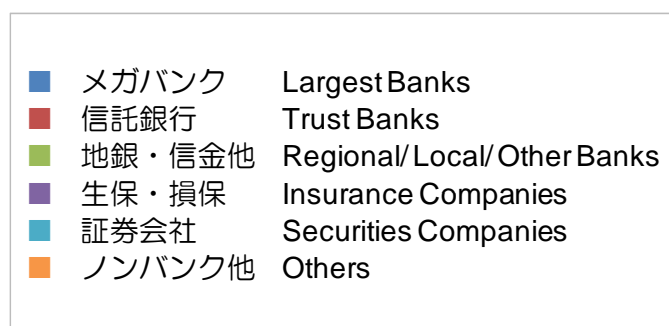 メガバンク Largest Banks
信託銀行 Trust Banks
地銀・信金他 Regional/ Local/ Other Banks
生保・損保 Insurance Companies
証券会社 Securities Companies
ノンバンク他 Others